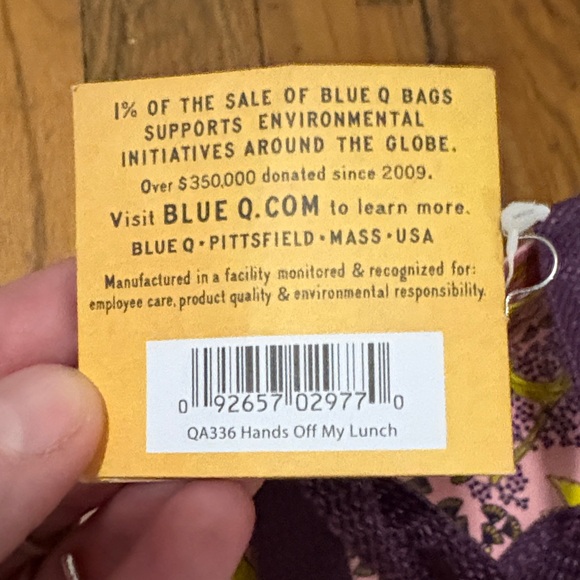 1% OF THE SALE OF BLUE Q BAGS
SUPPORTS ENVIRONMENTAL
INITIATIVES AROUND THE GLOBE.
Over $350,000 donated since 2009.
Visit BLUE Q.COM to learn more.
BLUE Q • PITTSFIELD • MASS • USA
Manufactured in a facility monitored & recognized for:
employee care, product quality & environmental responsibility.
0 92657 02977 0
QA336 Hands Off My Lunch